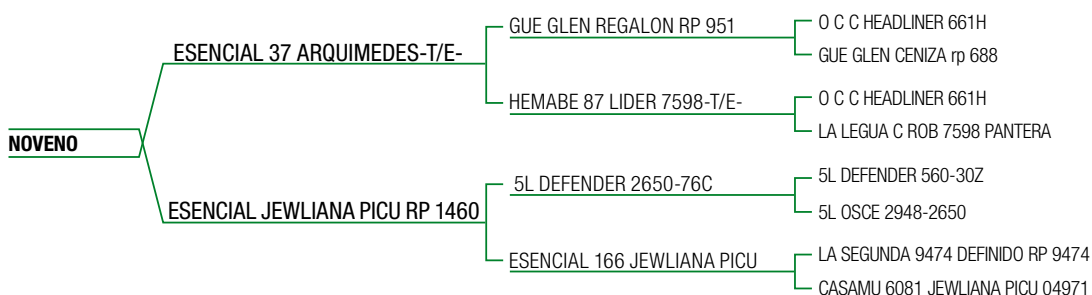 NOVENO
ESENCIAL 37 ARQUIMEDES-T/E-
ESENCIAL JEWLIANA PICU RP 1460
GUE GLEN REGALON RP 951
HEMABE 87 LIDER 7598-T/E-
5L DEFENDER 2650-76C
ESENCIAL 166 JEWLIANA PICU
O C C HEADLINER 661H
GUE GLEN CENIZA rp 688
O C C HEADLINER 661H
LA LEGUA C ROB 7598 PANTERA
5L DEFENDER 560-30Z
5L OSCE 2948-2650
LA SEGUNDA 9474 DEFINIDO RP 9474
CASAMU 6081 JEWLIANA PICU 04971